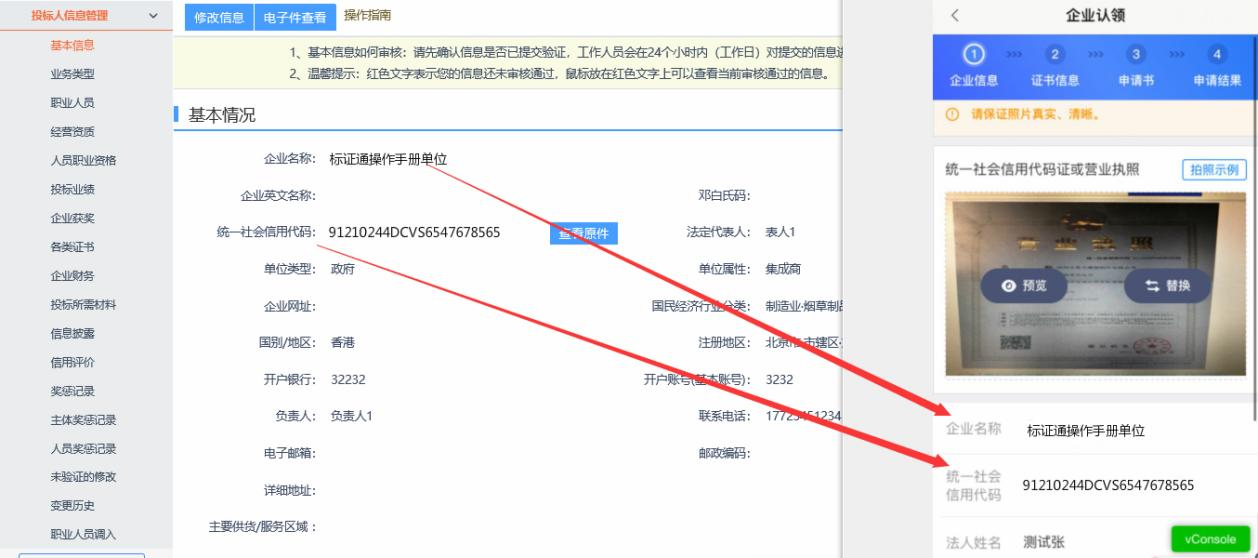 投标人信息管理
基本信息
业务类型
职业人员
经营资质
人员职业资格
投标业绩
企业获奖
各类证书
企业财务
投标所需材料
信息披露
信用评价
奖惩记录
主体奖惩记录
人员奖惩记录
未验证的修改
变更历史
职业人员调入
修改信息 电子件查看 操作指南
1、基本信息如何审核：请先确认信息是否已提交验证，工作人员会在24个小时内（工作日）对提交的信息进
2、温馨提示：红色文字表示您的信息还未审核通过，鼠标放在红色文字上可以查看当前审核通过的信息。
基本情况
企业名称： 标证通操作手册单位
企业英文名称： 邓白氏码：
统一社会信用代码： 91210244DCVS6547678565 查看原件 法定代表人： 表人1
单位类型： 政府 单位属性： 集成商
企业网址： 国民经济行业分类： 制造业·烟草制品
国别/地区： 香港 注册地区： 北京市·市辖区·
开户银行： 32232 开户账号(基本账号)： 3232
负责人： 负责人1 联系电话： 17723451234
电子邮箱： 邮政编码：
详细地址：
主要供货/服务区域：
企业认领
1 2 3 4
企业信息 证书信息 申请书 申请结果
请保证照片真实、清晰。
统一社会信用代码证或营业执照 拍照示例
营业执照
预览 替换
企业名称 标证通操作手册单位
统一社会
信用代码 91210244DCVS6547678565
法人姓名 测试张
vConsole